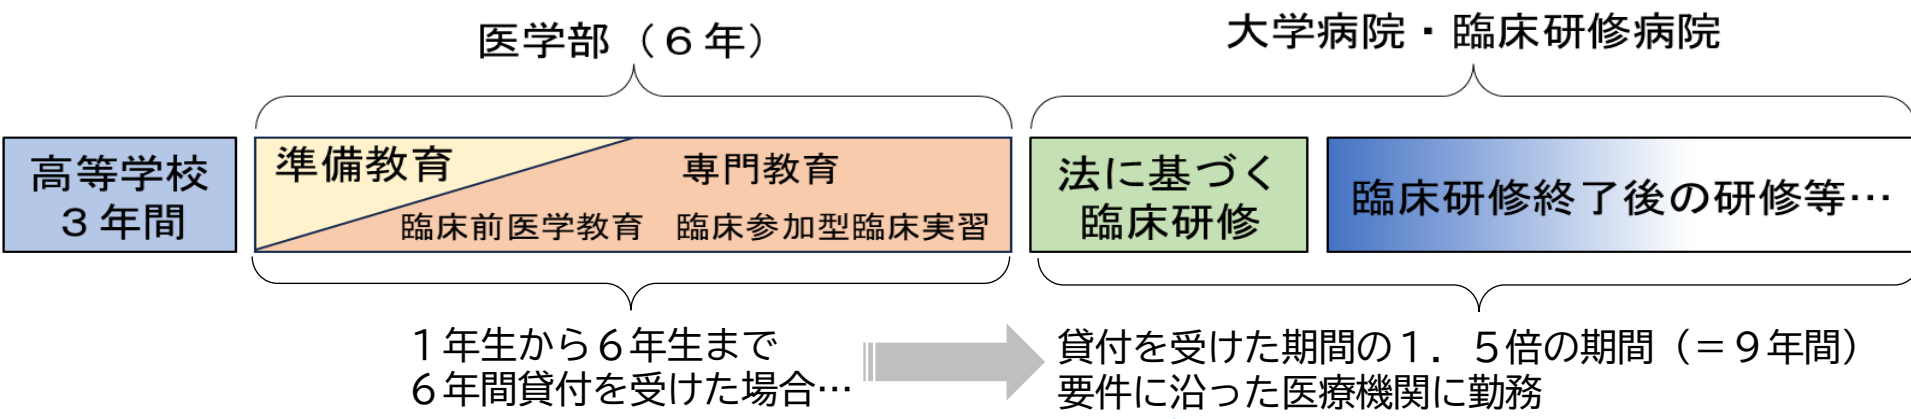 医学部（６年）
大学病院・臨床研修病院
高等学校
３年間
準備教育
専門教育
臨床前医学教育
臨床参加型臨床実習
法に基づく
臨床研修
臨床研修終了後の研修等…
１年生から６年生まで
６年間貸付を受けた場合…
貸付を受けた期間の１．５倍の期間（＝９年間）
要件に沿った医療機関に勤務